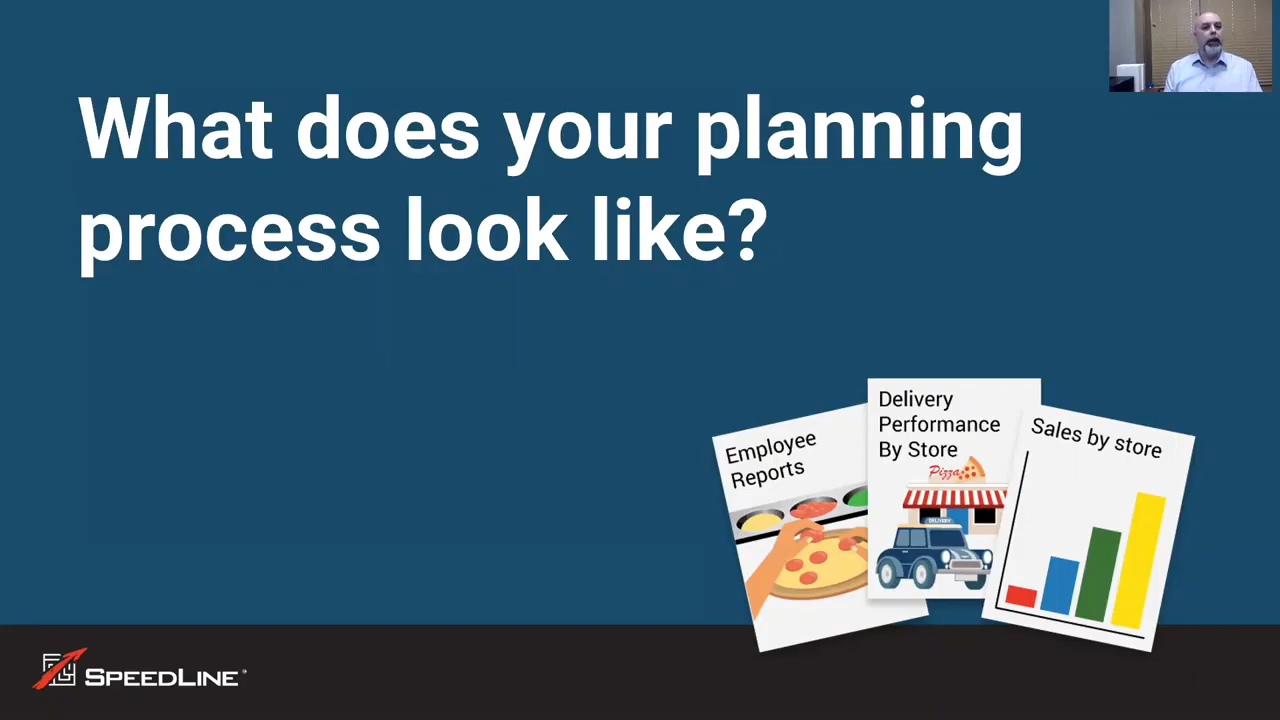 What does your planning
process look like?
Employee
Reports
Delivery
Performance
By Store
Pizza
DELIVERY
Sales by store
SPEEDLINE